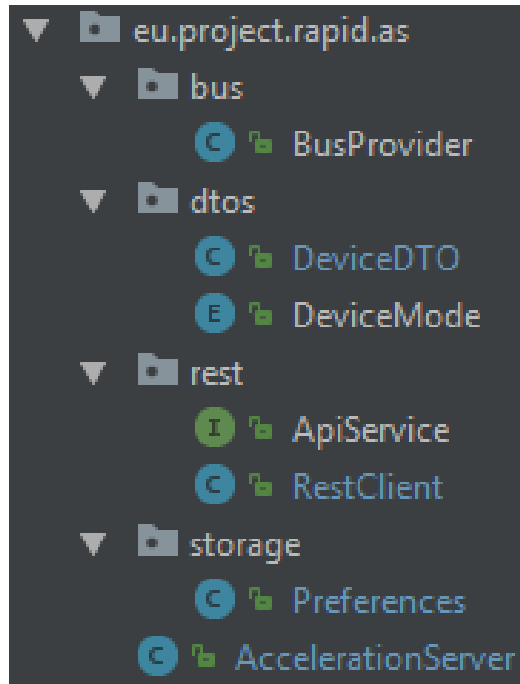 eu.project.rapid.as
bus
C BusProvider
dtos
C DeviceDTO
E DeviceMode
rest
I ApiService
C RestClient
storage
C Preferences
C AccelerationServer